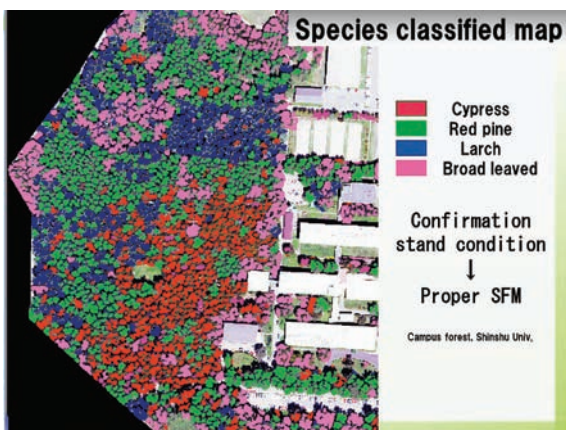 Species classified map
Cypress
Red pine
Larch
Broad leaved
Confirmation
stand condition
↓
Proper SFM
Campus forest, Shinshu Univ,